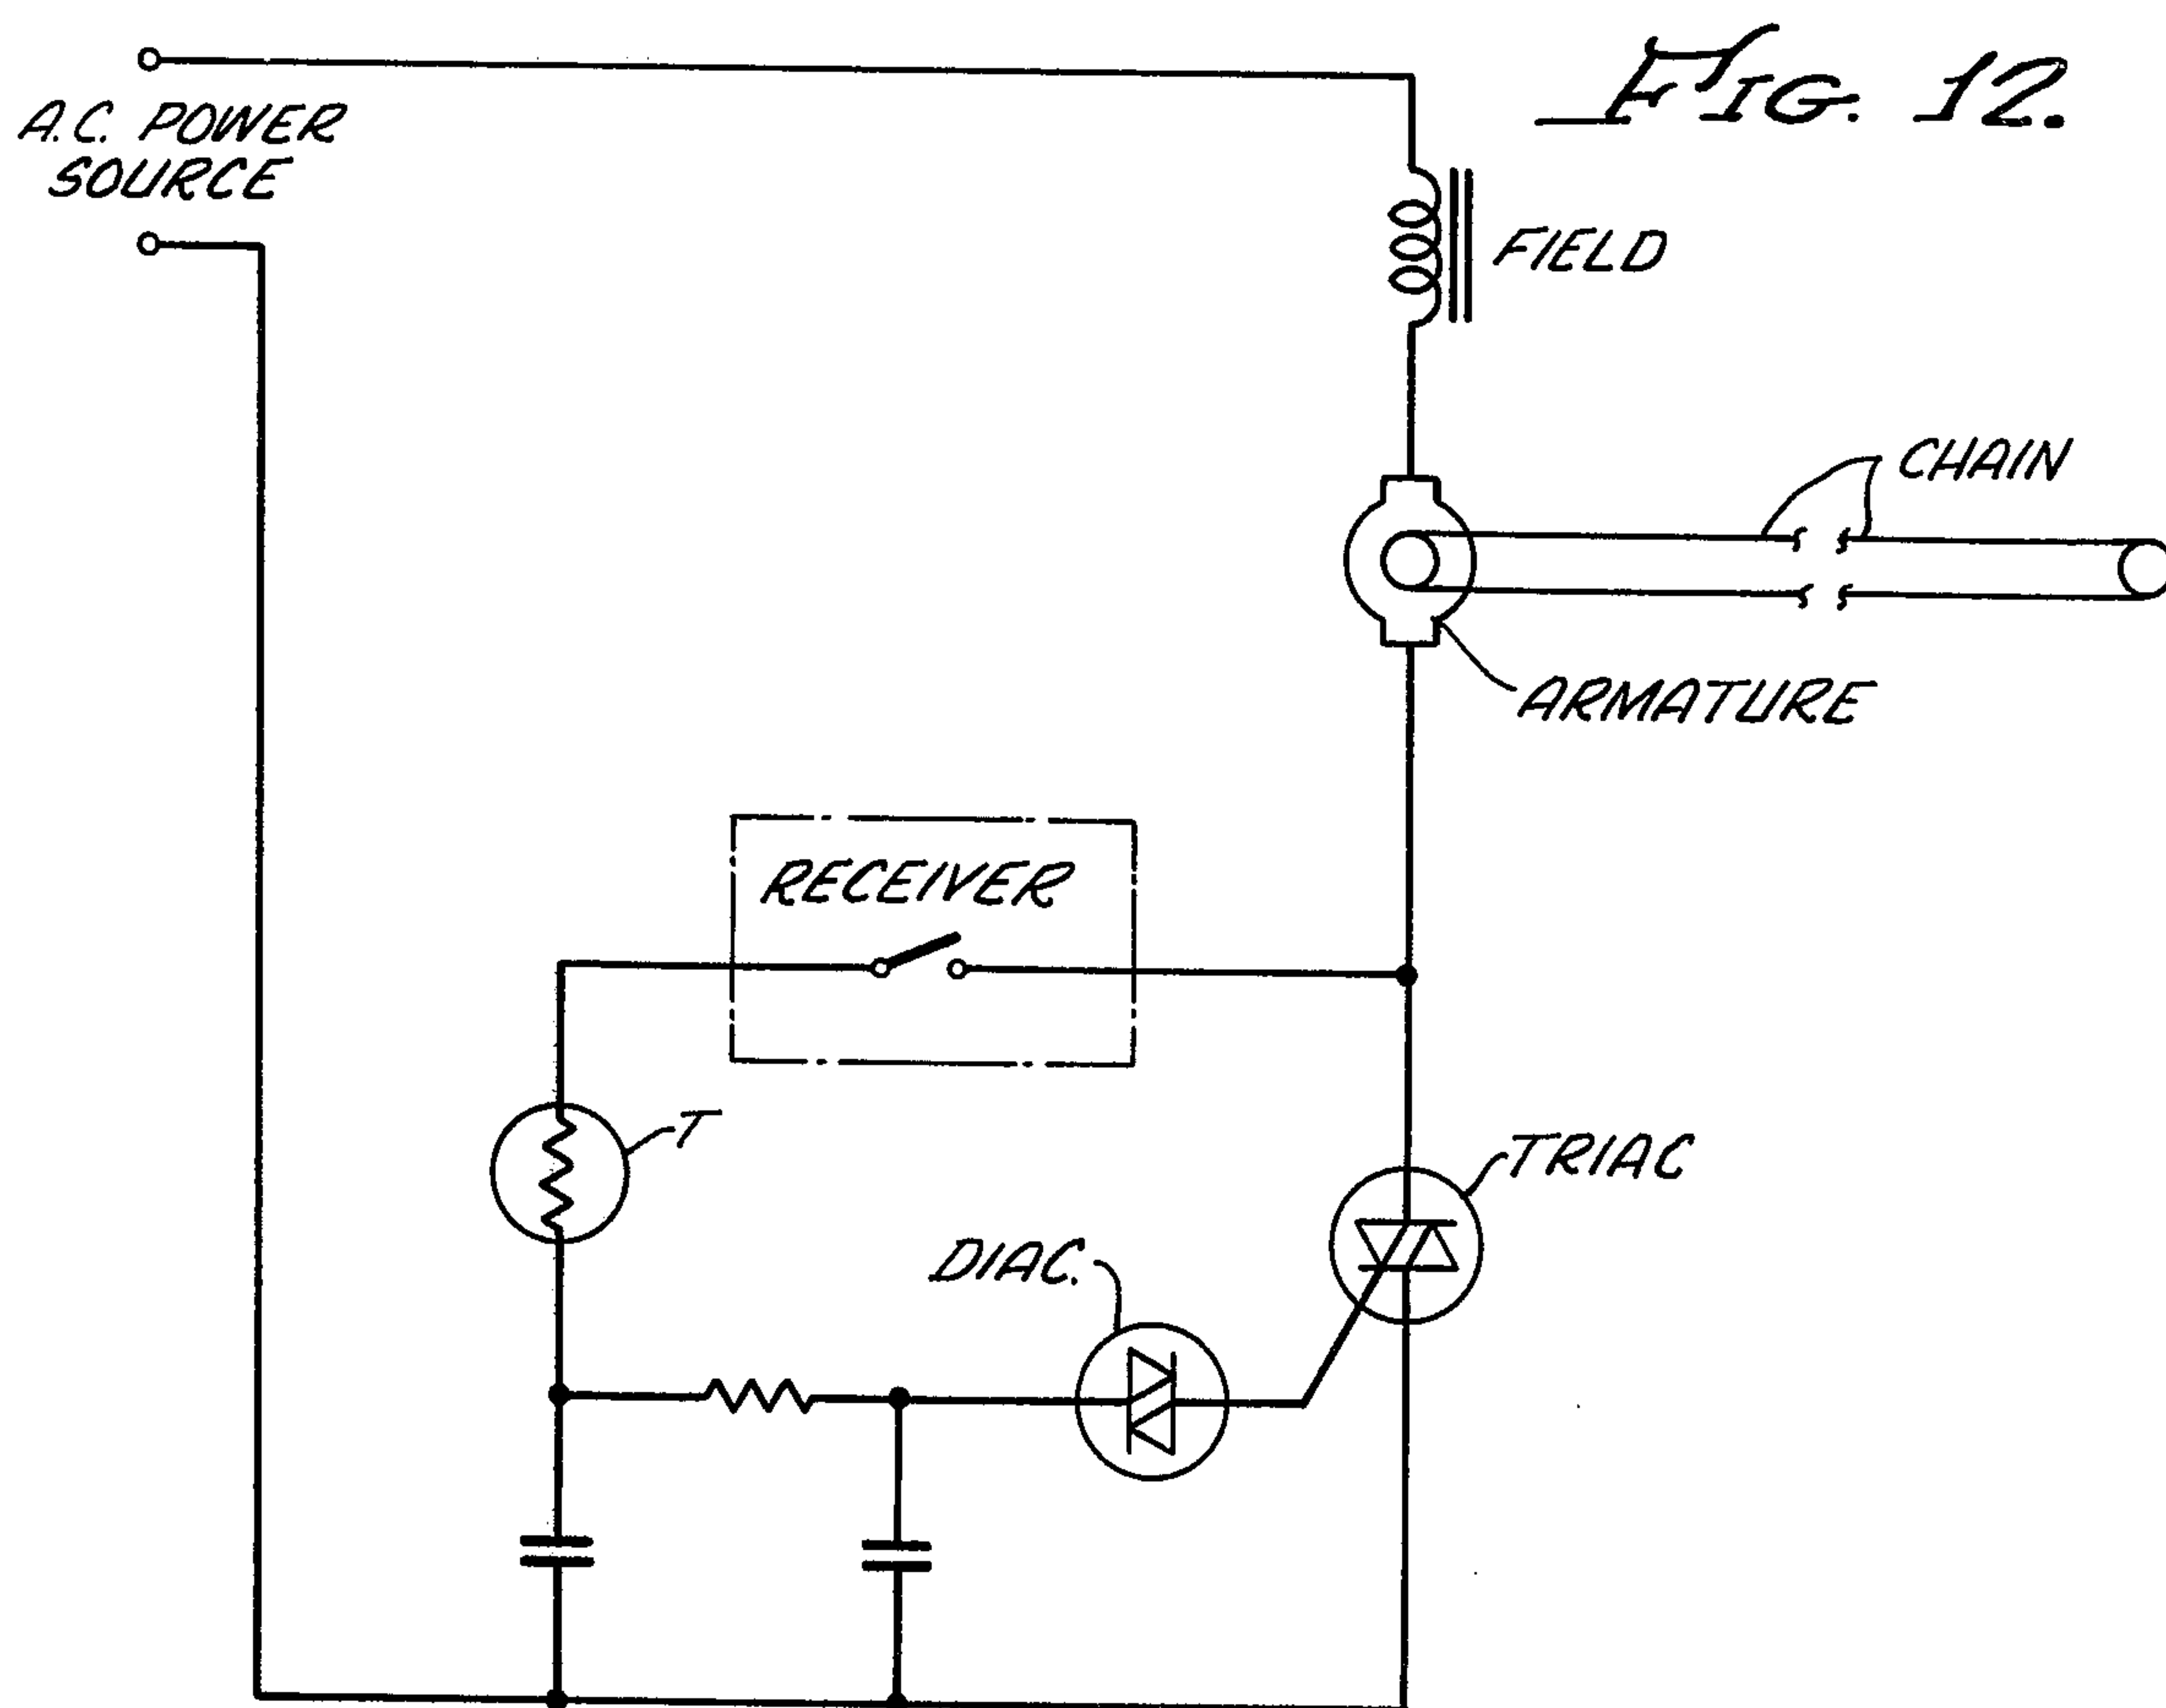 FIG. 12.
A.C. POWER
SOURCE
FIELD
CHAIN
ARMATURE
RECEIVER
T
TRIAC
DIAC.